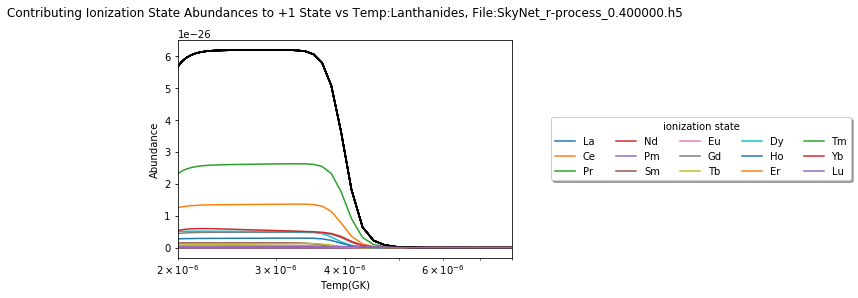 Contributing Ionization State Abundances to +1 State vs Temp:Lanthanides, File:SkyNet_r-process_0.400000.h5
1e−26
6
5
4
3
2
1
0
Abundance
2 × 10⁻⁶ 3 × 10⁻⁶ 4 × 10⁻⁶ 6 × 10⁻⁶
Temp(GK)
ionization state
La Nd Eu Dy Tm
Ce Pm Gd Ho Yb
Pr Sm Tb Er Lu